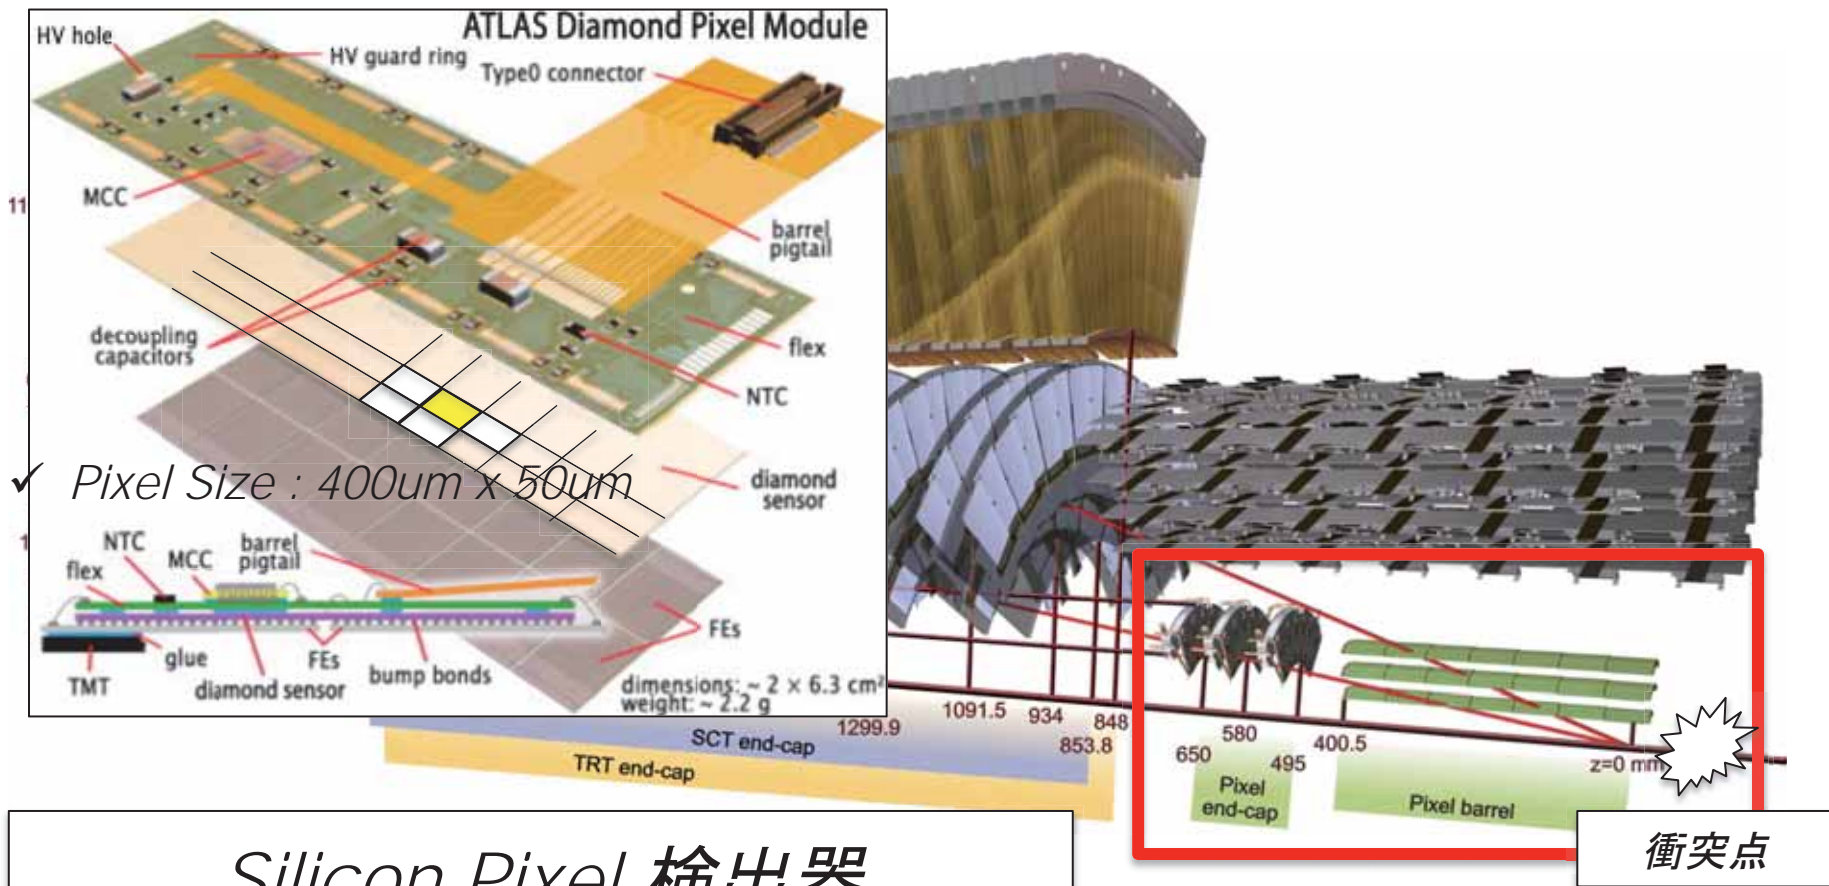 ATLAS Diamond Pixel Module
HV hole
HV guard ring
Type0 connector
MCC
barrel
pigtail
decoupling
capacitors
flex
NTC
diamond
sensor
✓ Pixel Size : 400um x 50um
NTC
MCC
barrel
pigtail
flex
FEs
glue
FEs
TMT
diamond sensor
bump bonds
dimensions: ~ 2 × 6.3 cm²
weight: ~ 2.2 g
11
1
1299.9
1091.5
934
848
853.8
650
580
495
400.5
z=0 mm
SCT end-cap
TRT end-cap
Pixel
end-cap
Pixel barrel
衝突点
Silicon Pixel 検出器